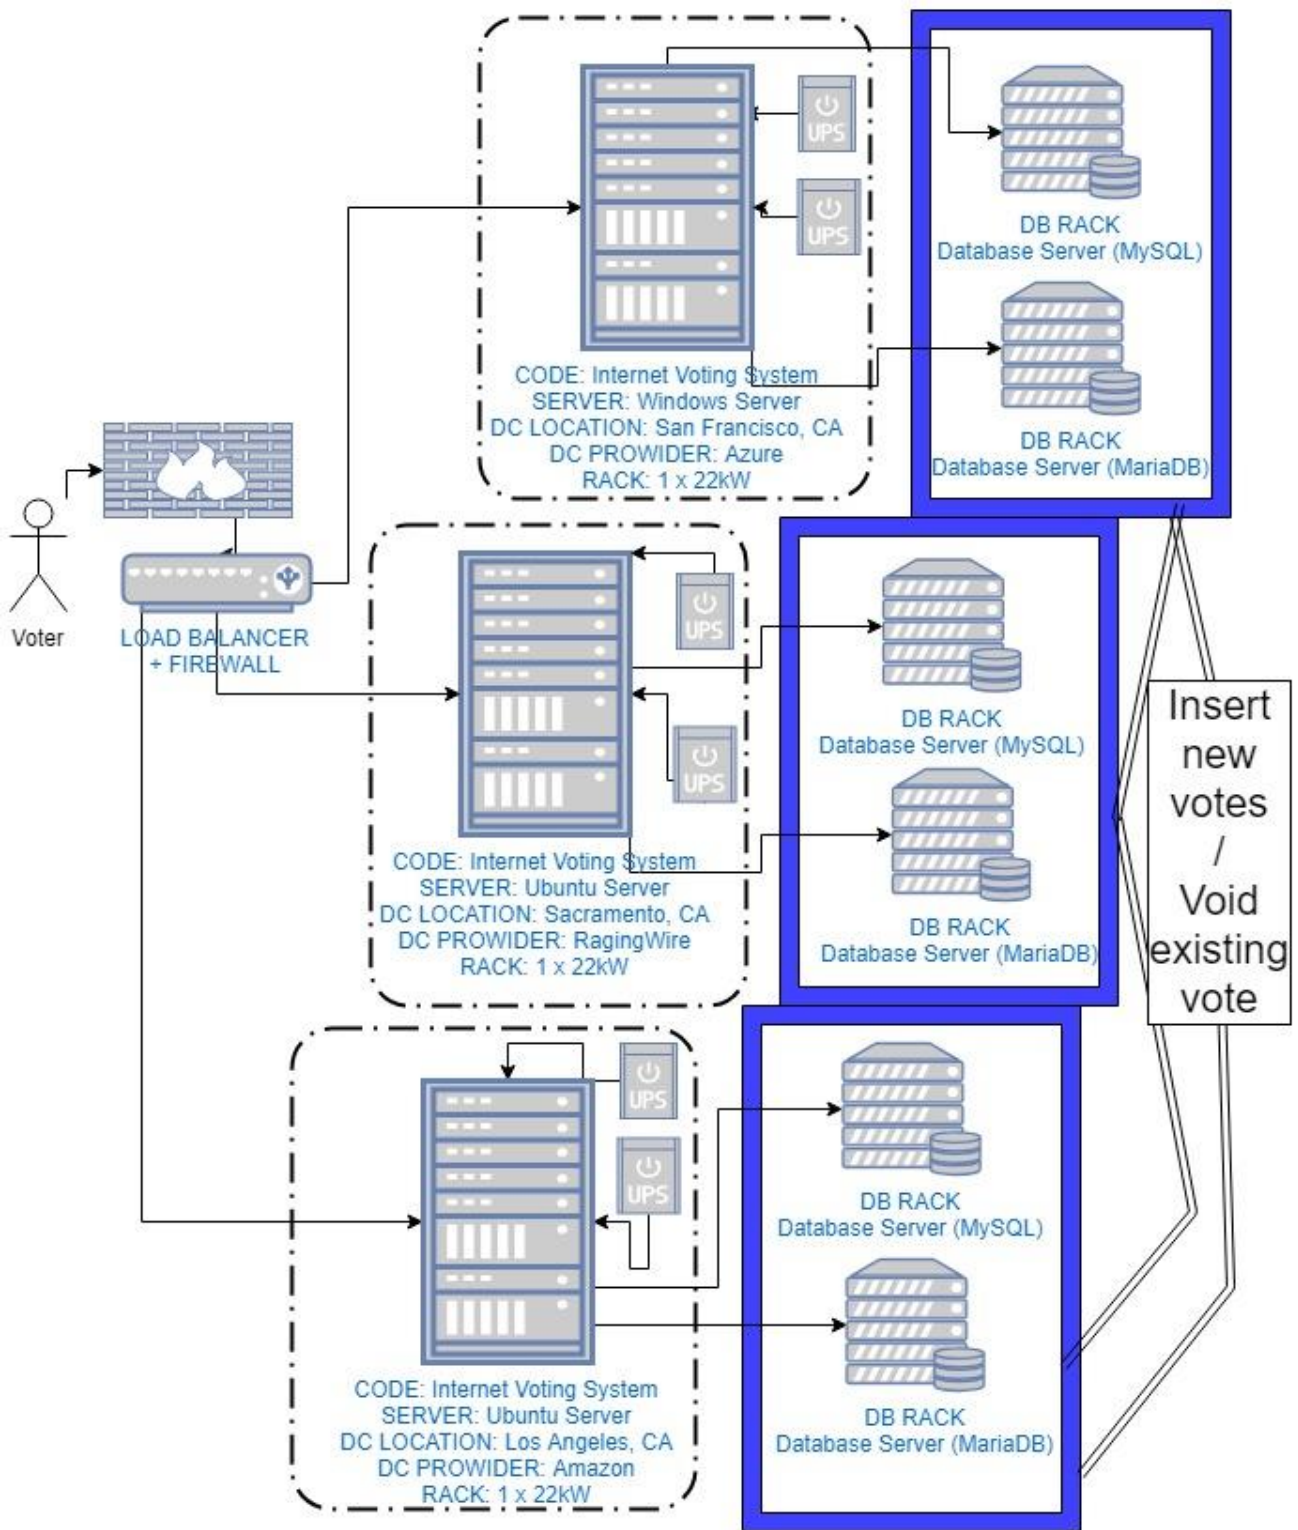 UPS
UPS
DB RACK
Database Server (MySQL)
DB RACK
Database Server (MariaDB)
CODE: Internet Voting System
SERVER: Windows Server
DC LOCATION: San Francisco, CA
DC PROWIDER: Azure
RACK: 1 x 22kW
Voter
LOAD BALANCER
+ FIREWALL
UPS
UPS
DB RACK
Database Server (MySQL)
DB RACK
Database Server (MariaDB)
CODE: Internet Voting System
SERVER: Ubuntu Server
DC LOCATION: Sacramento, CA
DC PROWIDER: RagingWire
RACK: 1 x 22kW
Insert
new
votes
/
Void
existing
vote
UPS
UPS
DB RACK
Database Server (MySQL)
DB RACK
Database Server (MariaDB)
CODE: Internet Voting System
SERVER: Ubuntu Server
DC LOCATION: Los Angeles, CA
DC PROWIDER: Amazon
RACK: 1 x 22kW